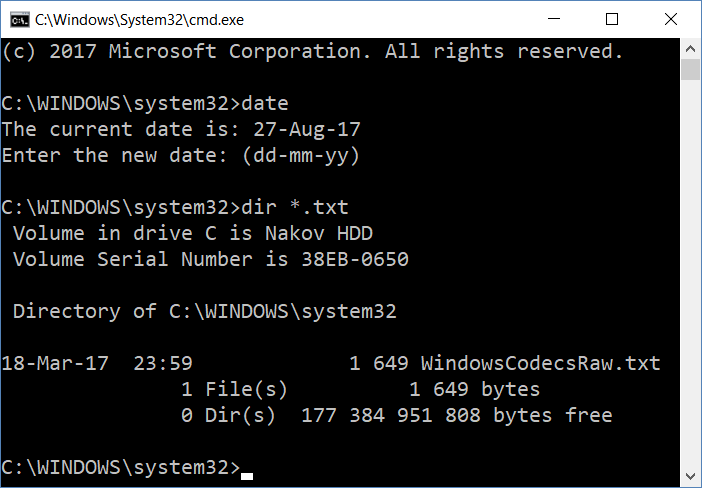 C:\Windows\System32\cmd.exe
(c) 2017 Microsoft Corporation. All rights reserved.
C:\WINDOWS\system32>date
The current date is: 27-Aug-17
Enter the new date: (dd-mm-yy)
C:\WINDOWS\system32>dir *.txt
Volume in drive C is Nakov HDD
Volume Serial Number is 38EB-0650
Directory of C:\WINDOWS\system32
18-Mar-17  23:59             1 649 WindowsCodecsRaw.txt
1 File(s)          1 649 bytes
0 Dir(s)  177 384 951 808 bytes free
C:\WINDOWS\system32>